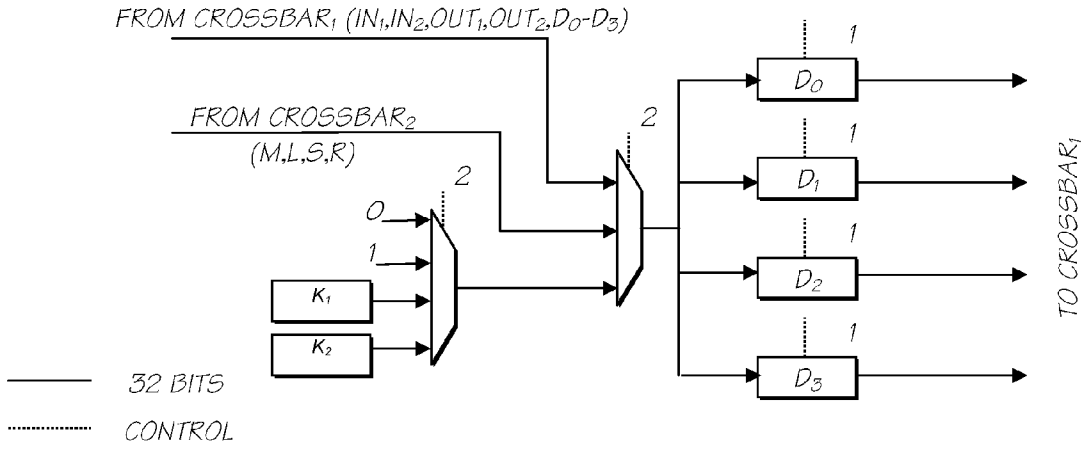 FROM CROSSBAR₁ (IN₁,IN₂,OUT₁,OUT₂,D₀-D₃)
1
D₀
FROM CROSSBAR₂
(M,L,S,R)
2
1
D₁
2
0
1
K₁
K₂
1
D₂
1
D₃
TO CROSSBAR₁
32 BITS
CONTROL